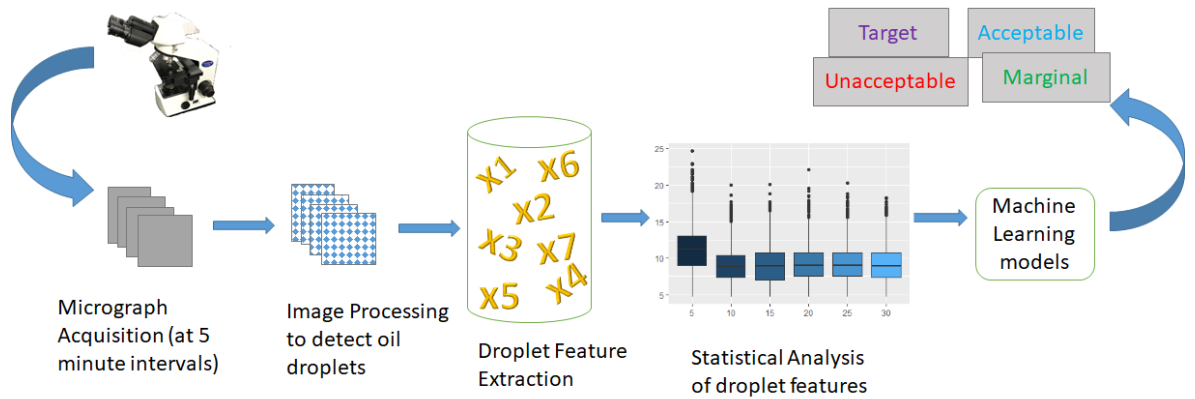 Target
Acceptable
Unacceptable
Marginal
x1
x6
x2
x3
x7
x5
x4
25
20
15
10
5
5
10
15
20
25
30
Machine
Learning
models
Micrograph
Acquisition (at 5
minute intervals)
Image Processing
to detect oil
droplets
Droplet Feature
Extraction
Statistical Analysis
of droplet features